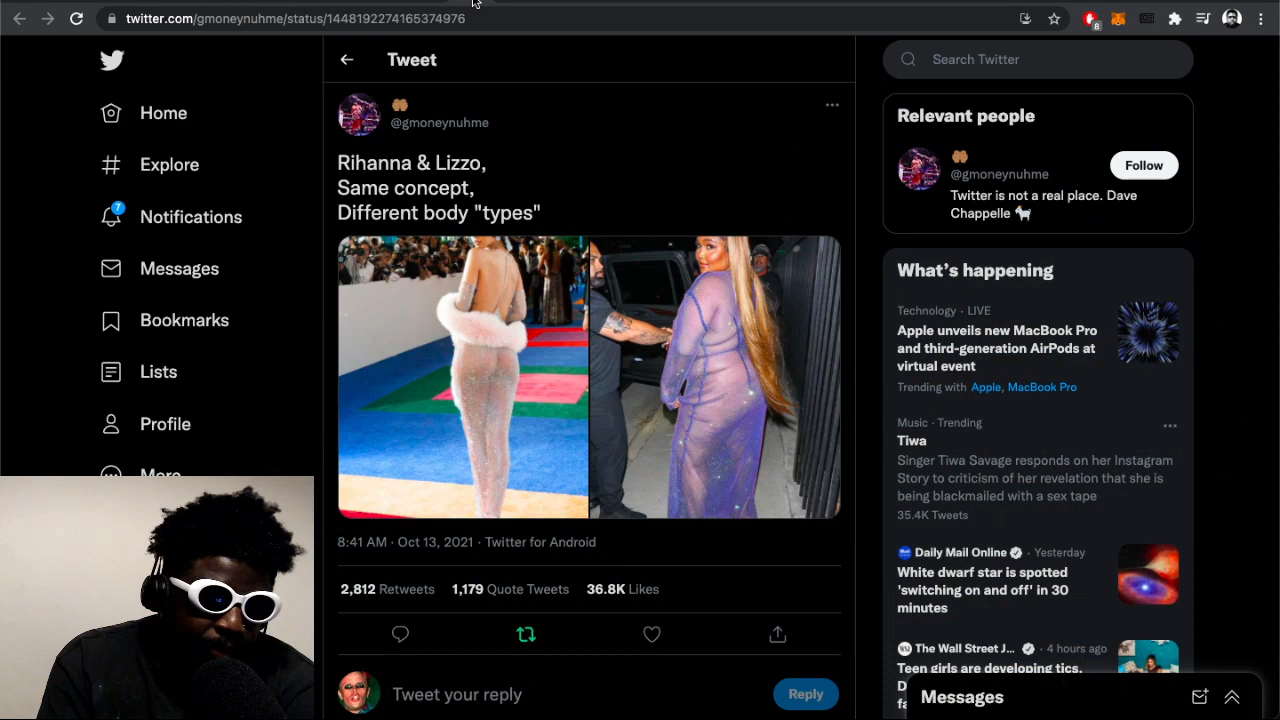 twitter.com/gmoneynuhme/status/1448192274165374976
8
Home
Explore
7
Notifications
Messages
Bookmarks
Lists
Profile
More
Tweet
@gmoneynuhme
Rihanna & Lizzo,
Same concept,
Different body "types"
8:41 AM · Oct 13, 2021 · Twitter for Android
2,812 Retweets 1,179 Quote Tweets 36.8K Likes
Tweet your reply
Reply
Search Twitter
Relevant people
@gmoneynuhme
Follow
Twitter is not a real place. Dave
Chappelle
What's happening
Technology · LIVE
Apple unveils new MacBook Pro
and third-generation AirPods at
virtual event
Trending with Apple, MacBook Pro
Music · Trending
Tiwa
Singer Tiwa Savage responds on her Instagram
Story to criticism of her revelation that she is
being blackmailed with a sex tape
35.4K Tweets
Daily Mail Online · Yesterday
White dwarf star is spotted
'switching on and off' in 30
minutes
The Wall Street J... · 4 hours ago
Teen girls are developing tics.
Messages